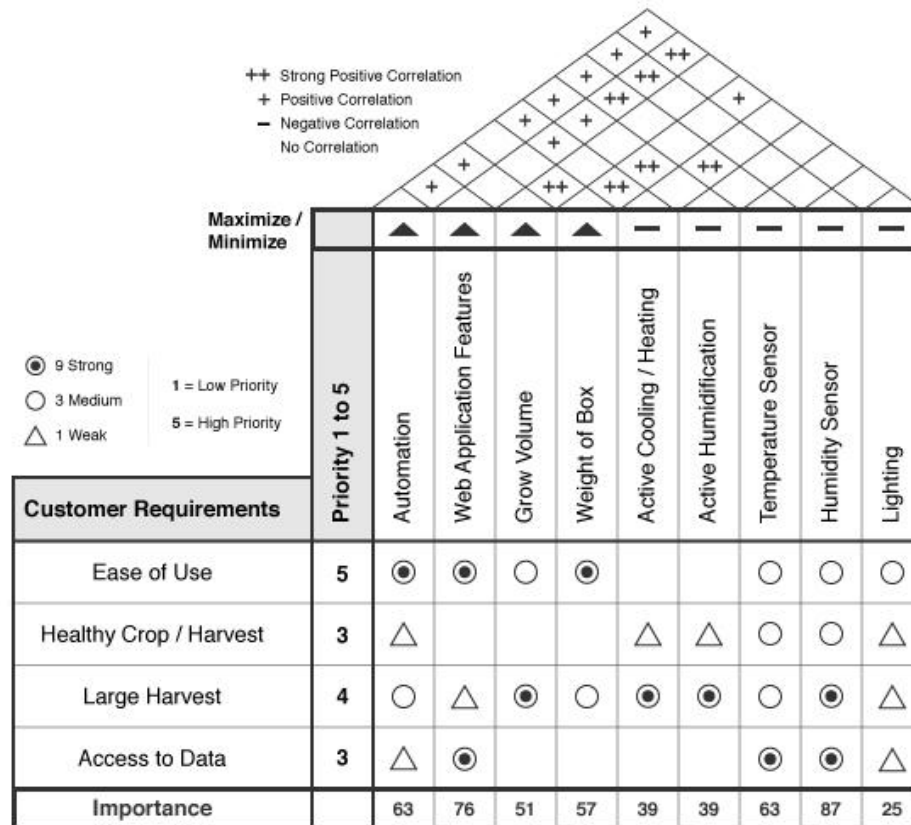 ++ Strong Positive Correlation
+ Positive Correlation
− Negative Correlation
No Correlation
+
+ ++
+ ++
+ ++ +
+ +
+
+ ++ ++
+ ++ ++
Maximize /
Minimize
▲ ▲ ▲ ▲ − − − − −
9 Strong
3 Medium
1 Weak
1 = Low Priority
5 = High Priority
Customer Requirements
Priority 1 to 5
Automation
Web Application Features
Grow Volume
Weight of Box
Active Cooling / Heating
Active Humidification
Temperature Sensor
Humidity Sensor
Lighting
Ease of Use 5
Healthy Crop / Harvest 3
Large Harvest 4
Access to Data 3
Importance 63 76 51 57 39 39 63 87 25